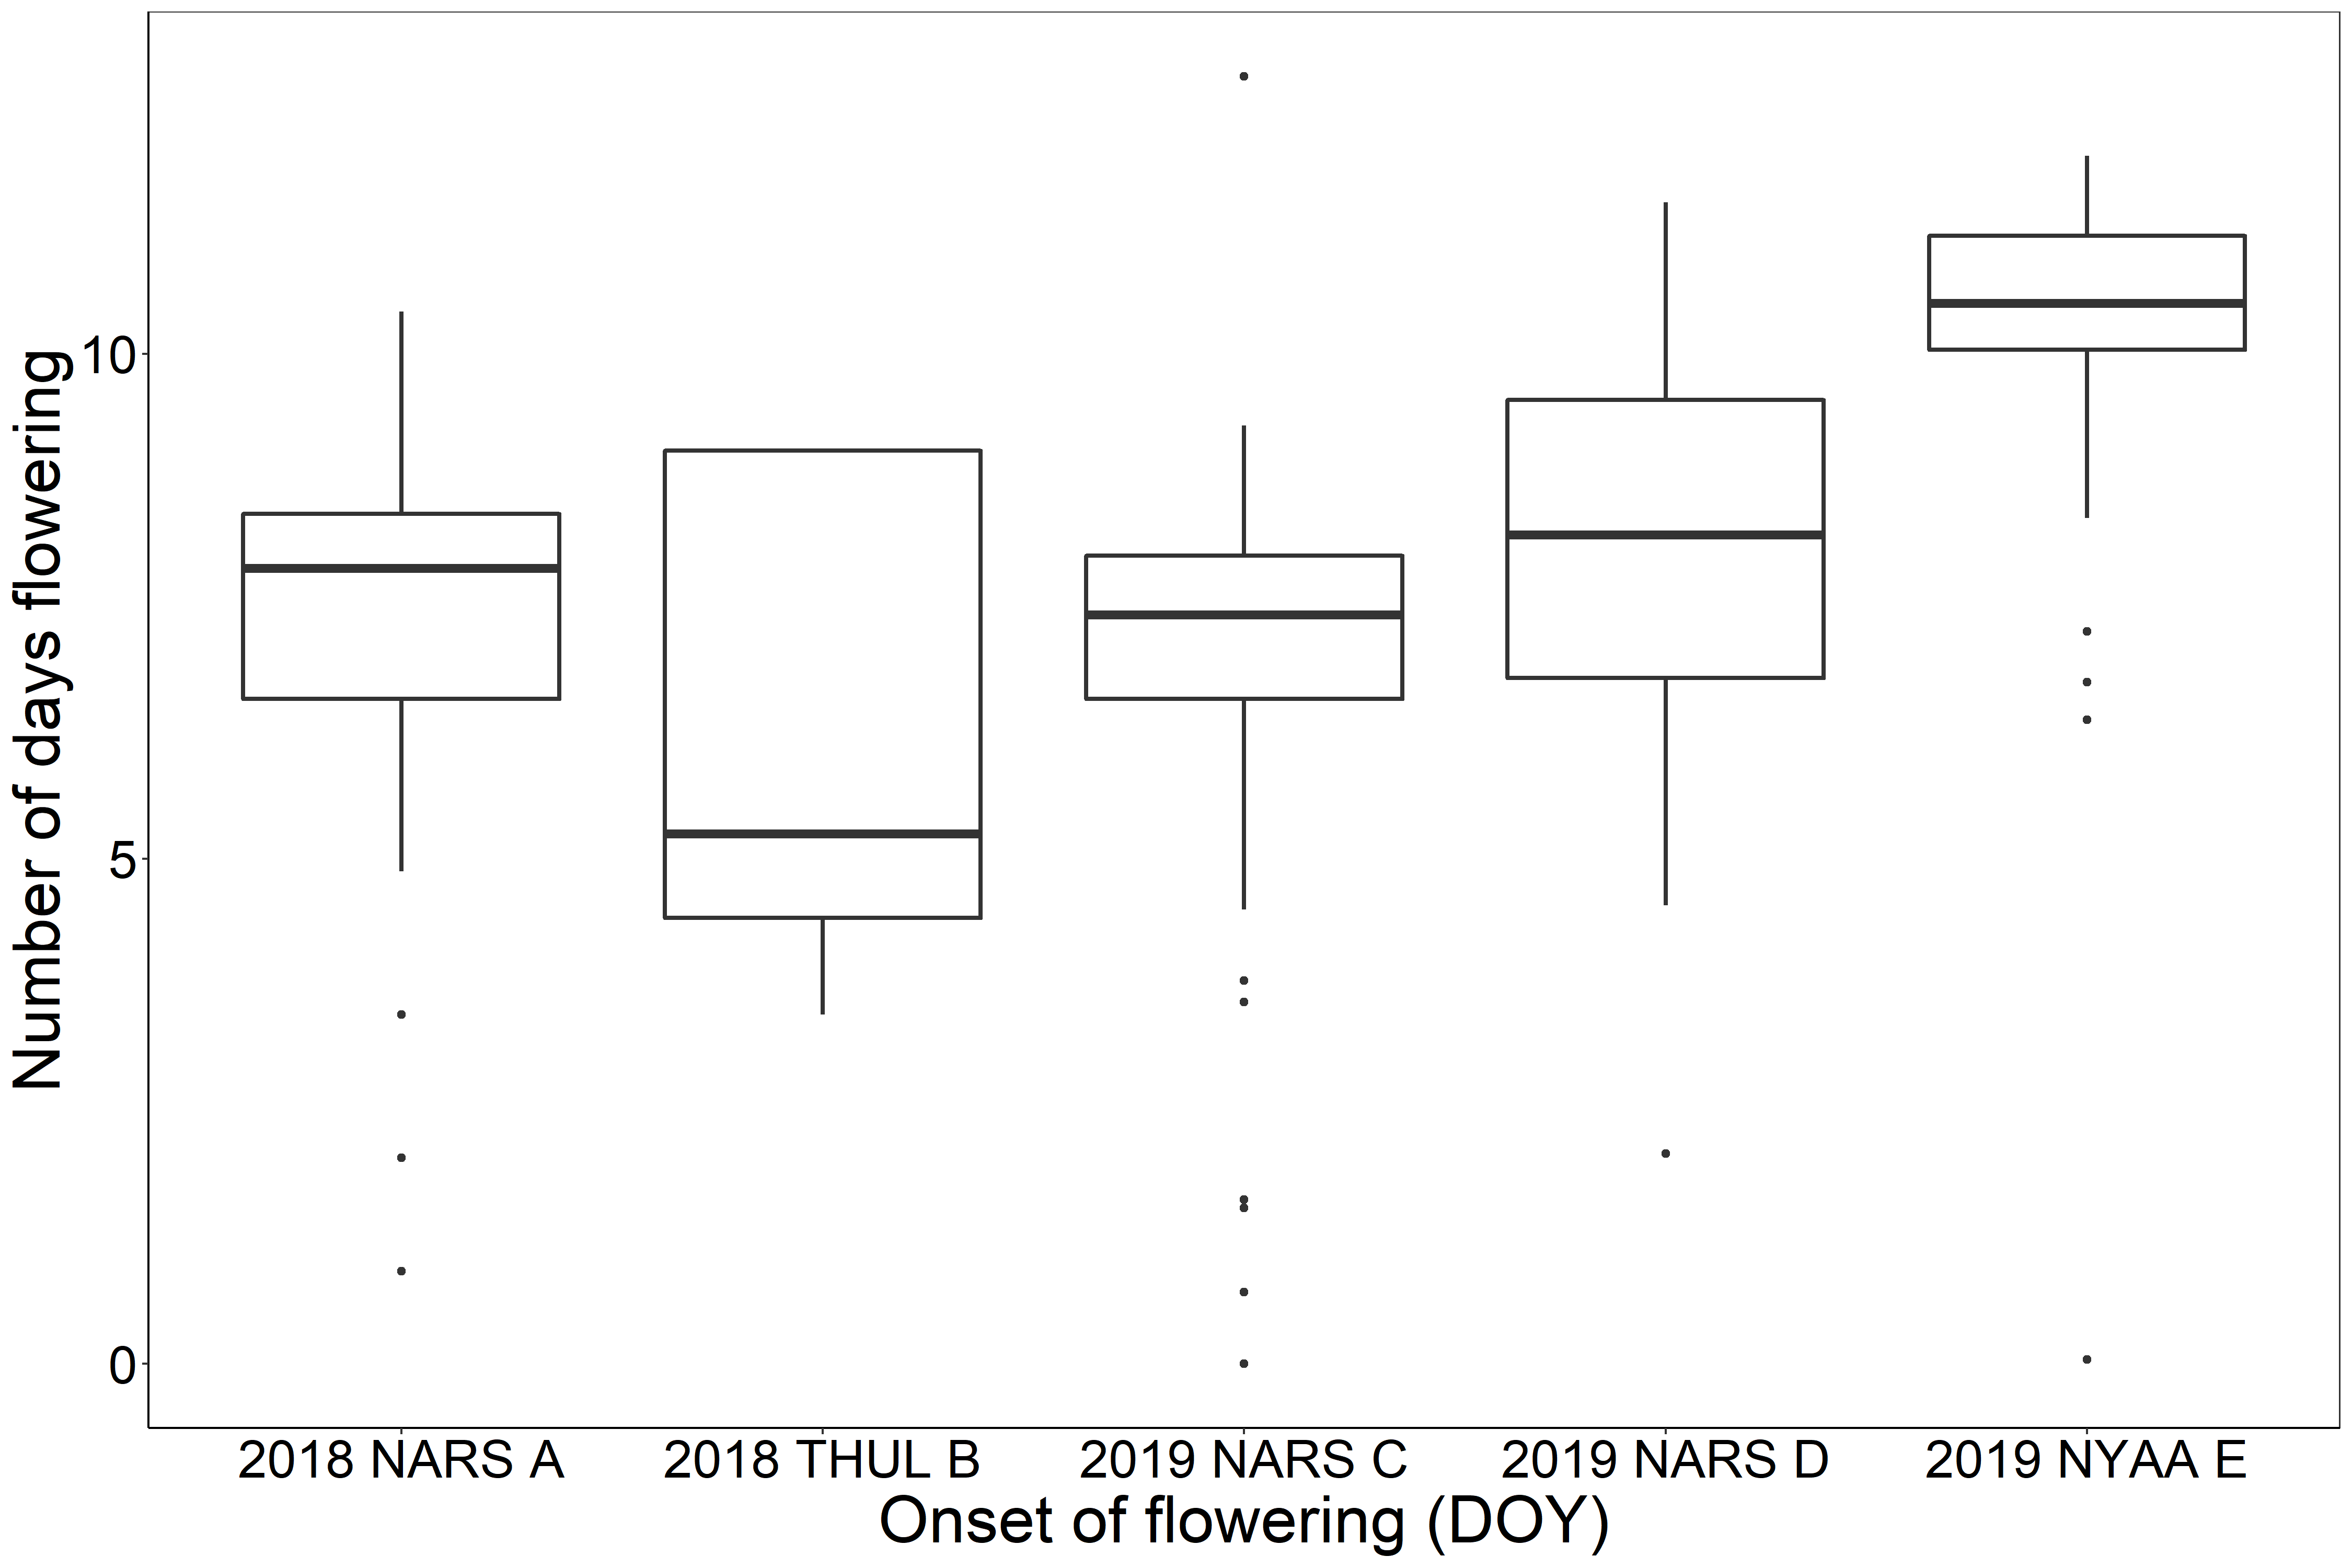 Number of days flowering
10
5
0
2018 NARS A
2018 THUL B
2019 NARS C
2019 NARS D
2019 NYAA E
Onset of flowering (DOY)